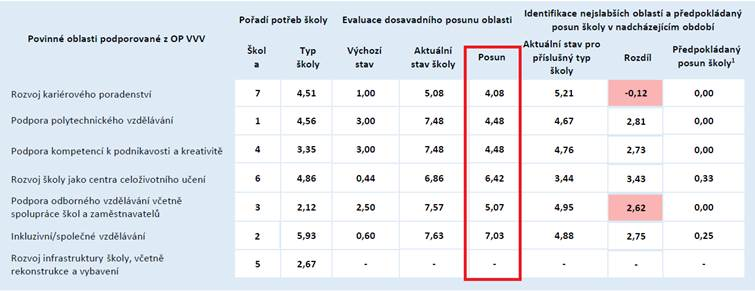 Povinné oblasti podporované z OP VVV
Pořadí potřeb školy
Evaluace dosavadního posunu oblasti
Identifikace nejslabších oblastí a předpokládaný
posun školy v nadcházejícím období
Škol
a
Typ
školy
Výchozí
stav
Aktuální
stav školy
Posun
Aktuální stav pro
příslušný typ
školy
Rozdíl
Předpokládaný
posun školy1
Rozvoj kariérového poradenství 7 4,51 1,00 5,08 4,08 5,21 -0,12 0,00
Podpora polytechnického vzdělávání 1 4,56 3,00 7,48 4,48 4,67 2,81 0,00
Podpora kompetencí k podnikavosti a kreativitě 4 3,35 3,00 7,48 4,48 4,76 2,73 0,00
Rozvoj školy jako centra celoživotního učení 6 4,86 0,44 6,86 6,42 3,44 3,43 0,33
Podpora odborného vzdělávání včetně
spolupráce škol a zaměstnavatelů 3 2,12 2,50 7,57 5,07 4,95 2,62 0,00
Inkluzivní/společné vzdělávání 2 5,93 0,60 7,63 7,03 4,88 2,75 0,25
Rozvoj infrastruktury školy, včetně
rekonstrukce a vybavení 5 2,67 - - - - - -